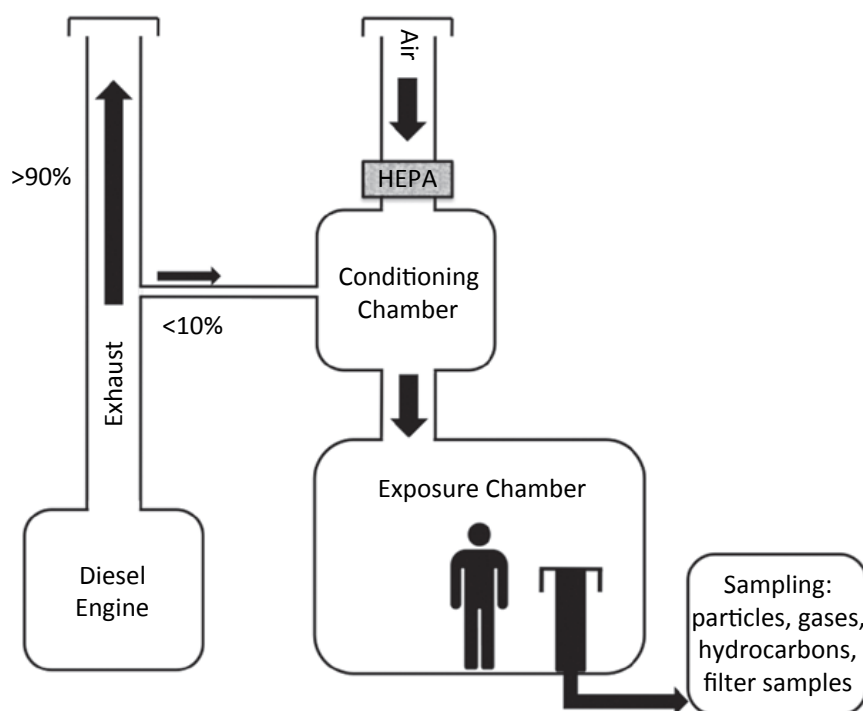 Air
HEPA
>90%
Conditioning
Chamber
<10%
Exhaust
Exposure Chamber
Diesel
Engine
Sampling:
particles, gases,
hydrocarbons,
filter samples